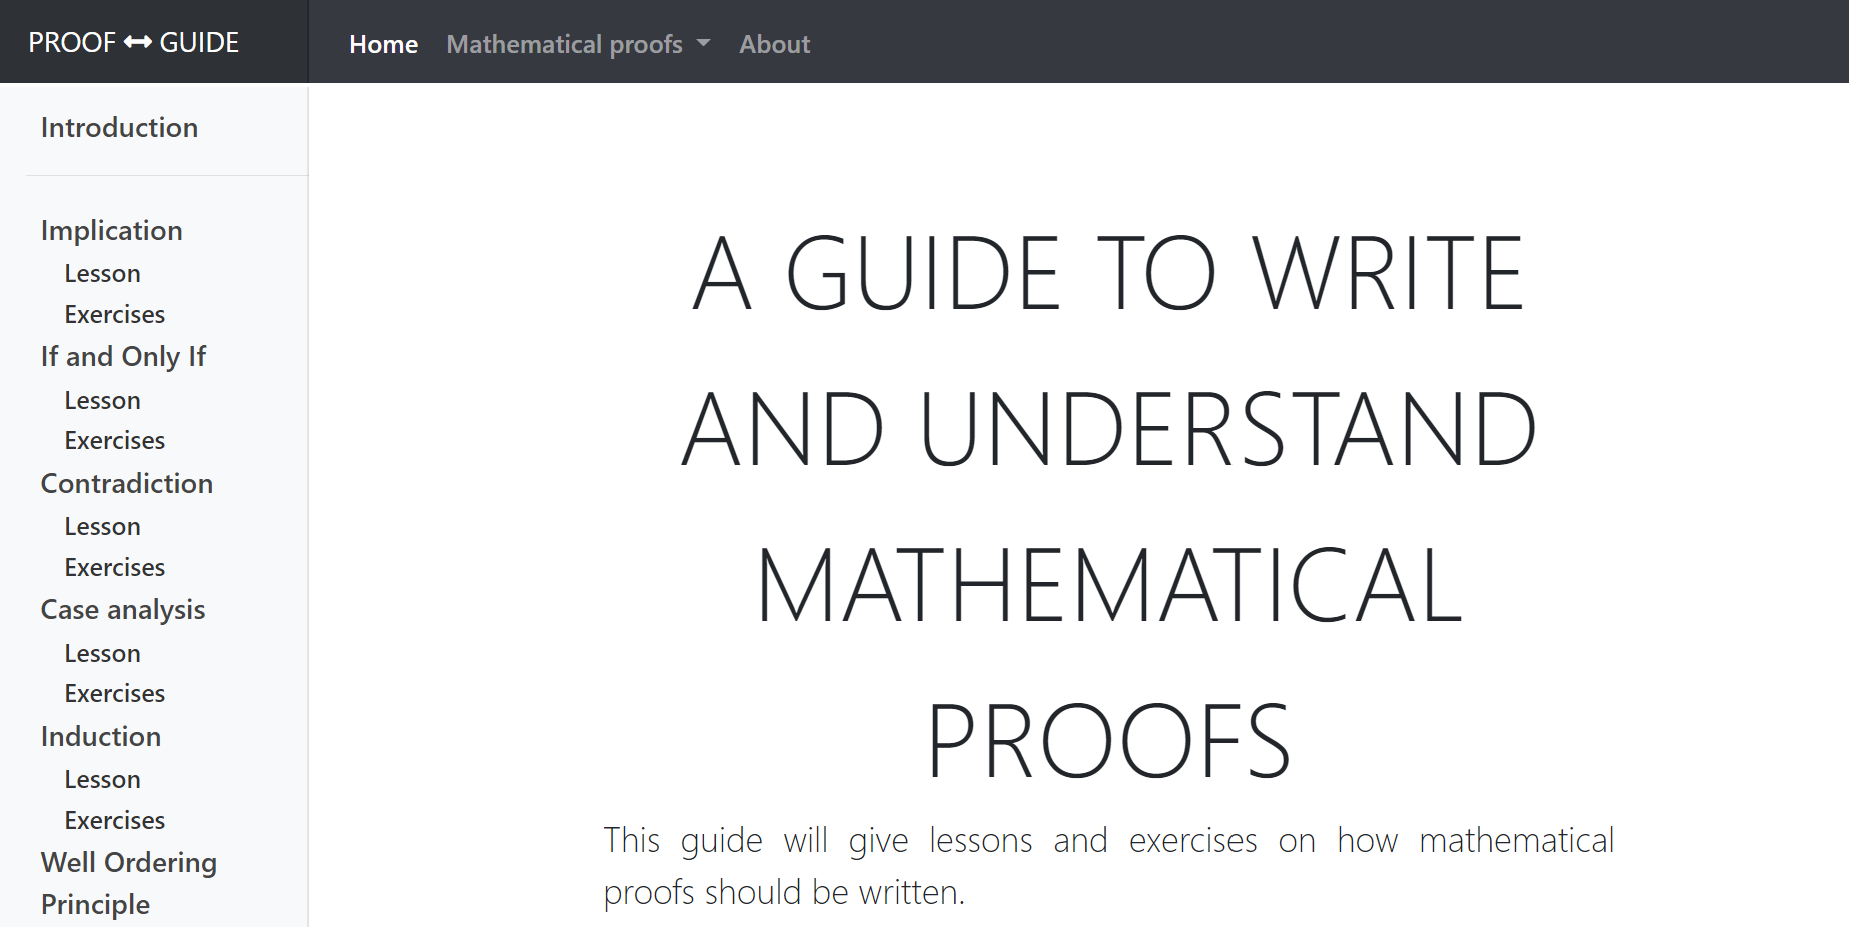 PROOF ↔ GUIDE
Home Mathematical proofs About
Introduction
Implication
Lesson
Exercises
If and Only If
Lesson
Exercises
Contradiction
Lesson
Exercises
Case analysis
Lesson
Exercises
Induction
Lesson
Exercises
Well Ordering
Principle
A GUIDE TO WRITE
AND UNDERSTAND
MATHEMATICAL
PROOFS
This guide will give lessons and exercises on how mathematical
proofs should be written.